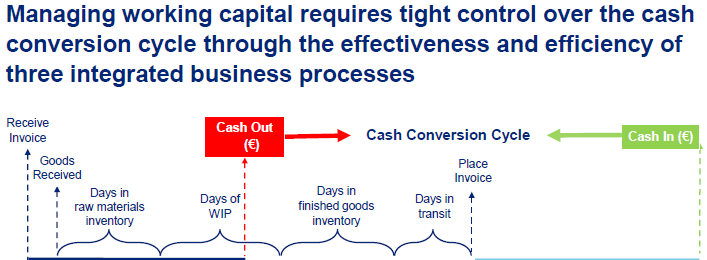 Managing working capital requires tight control over the cash
conversion cycle through the effectiveness and efficiency of
three integrated business processes
Receive
Invoice
Goods
Received
Days in
raw materials
inventory
Cash Out
(€)
Days of
WIP
Cash Conversion Cycle
Days in
finished goods
inventory
Days in
transit
Place
Invoice
Cash In (€)